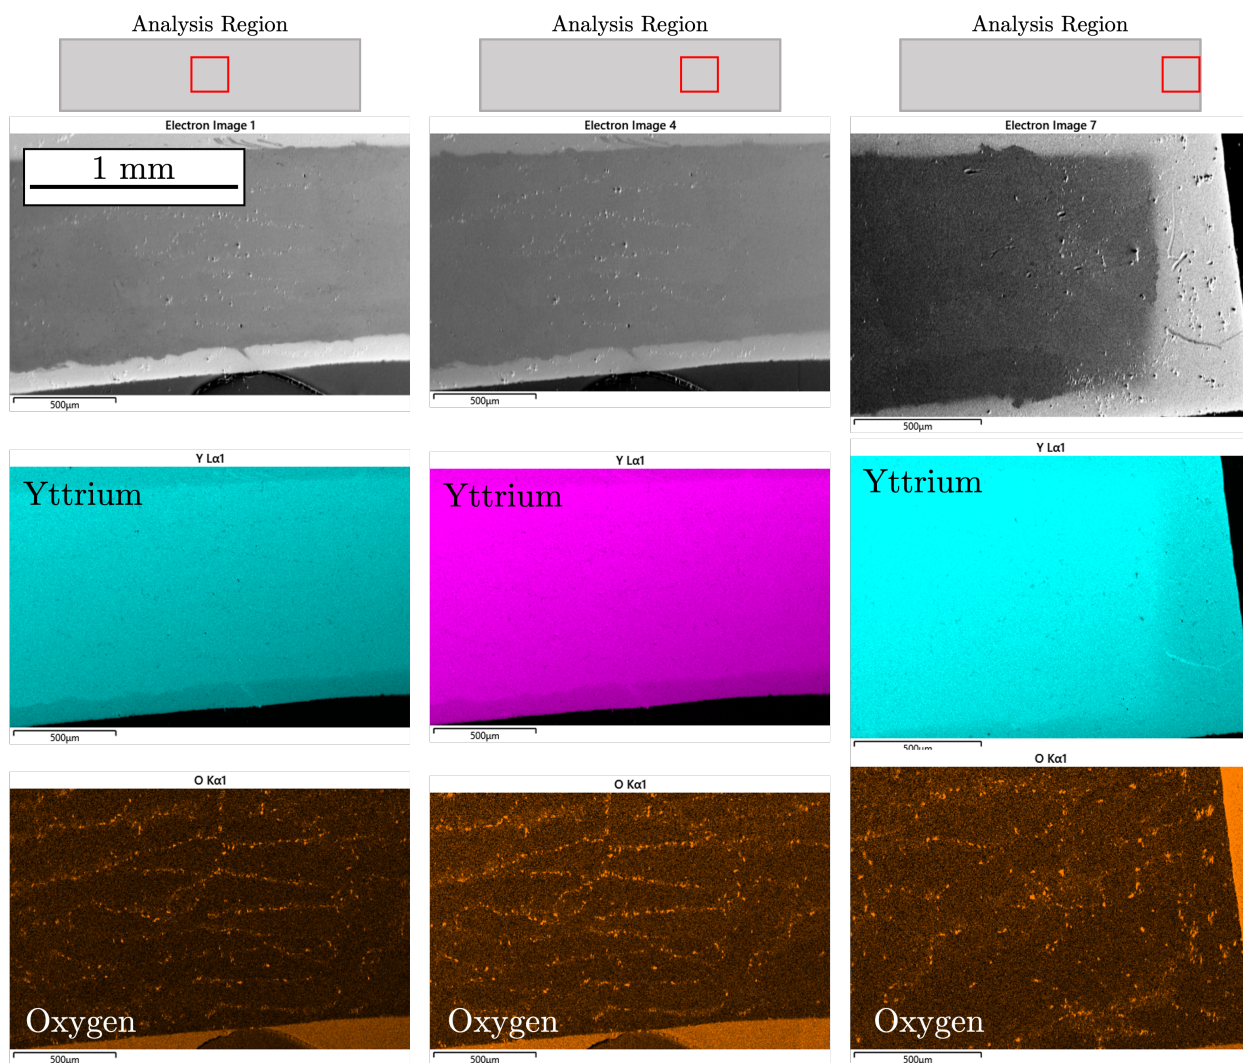 Analysis Region
Analysis Region
Analysis Region
Electron Image 1
Electron Image 4
Electron Image 7
1 mm
500µm
500µm
500µm
Y Lα1
Y Lα1
Y Lα1
Yttrium
Yttrium
Yttrium
500µm
500µm
500µm
O Kα1
O Kα1
O Kα1
Oxygen
Oxygen
Oxygen
500µm
500µm
500µm